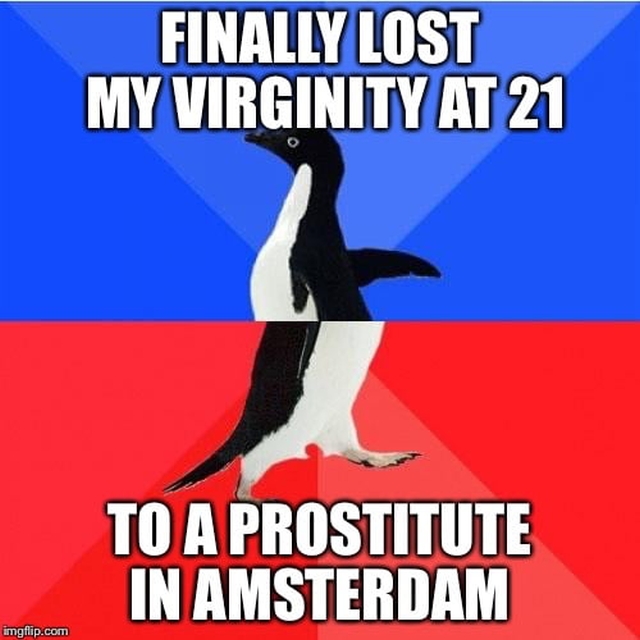 FINALLY LOST
MY VIRGINITY AT 21
TO A PROSTITUTE
IN AMSTERDAM
imgflip.com